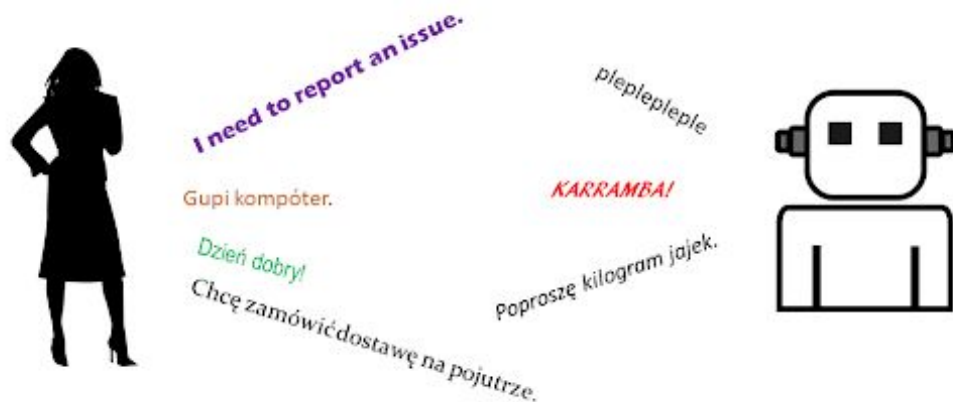 I need to report an issue.
pleplepleple
Gupi kompóter.
KARRAMBA!
Dzień dobry!
Poproszę kilogram jajek.
Chcę zamówić dostawę na pojutrze.